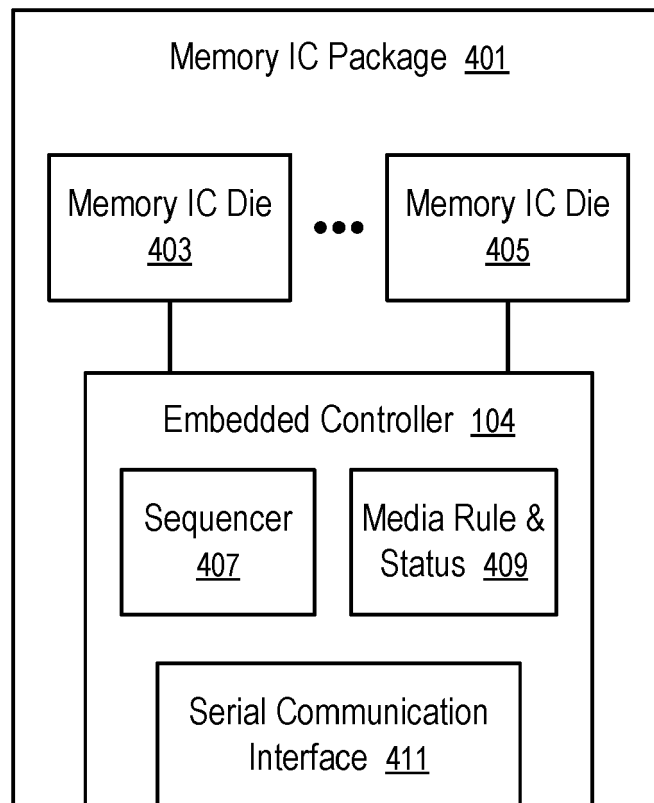 Memory IC Package 401
Memory IC Die
403
Memory IC Die
405
Embedded Controller 104
Sequencer
407
Media Rule &
Status 409
Serial Communication
Interface 411